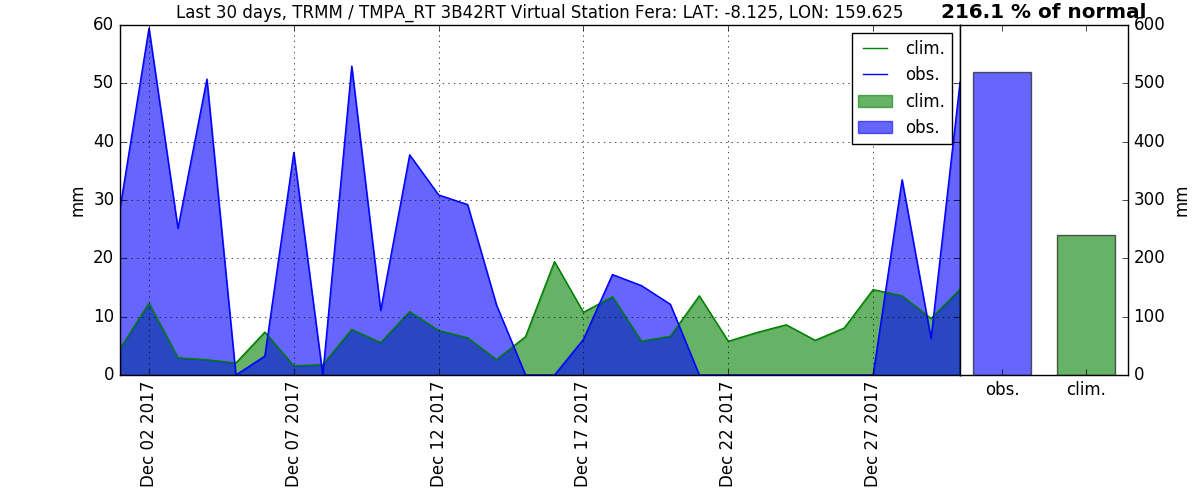 Last 30 days, TRMM / TMPA_RT 3B42RT Virtual Station Fera: LAT: -8.125, LON: 159.625
216.1 % of normal
clim.
obs.
clim.
obs.
60
50
40
30
20
10
0
mm
Dec 02 2017
Dec 07 2017
Dec 12 2017
Dec 17 2017
Dec 22 2017
Dec 27 2017
600
500
400
300
200
100
0
mm
obs.
clim.